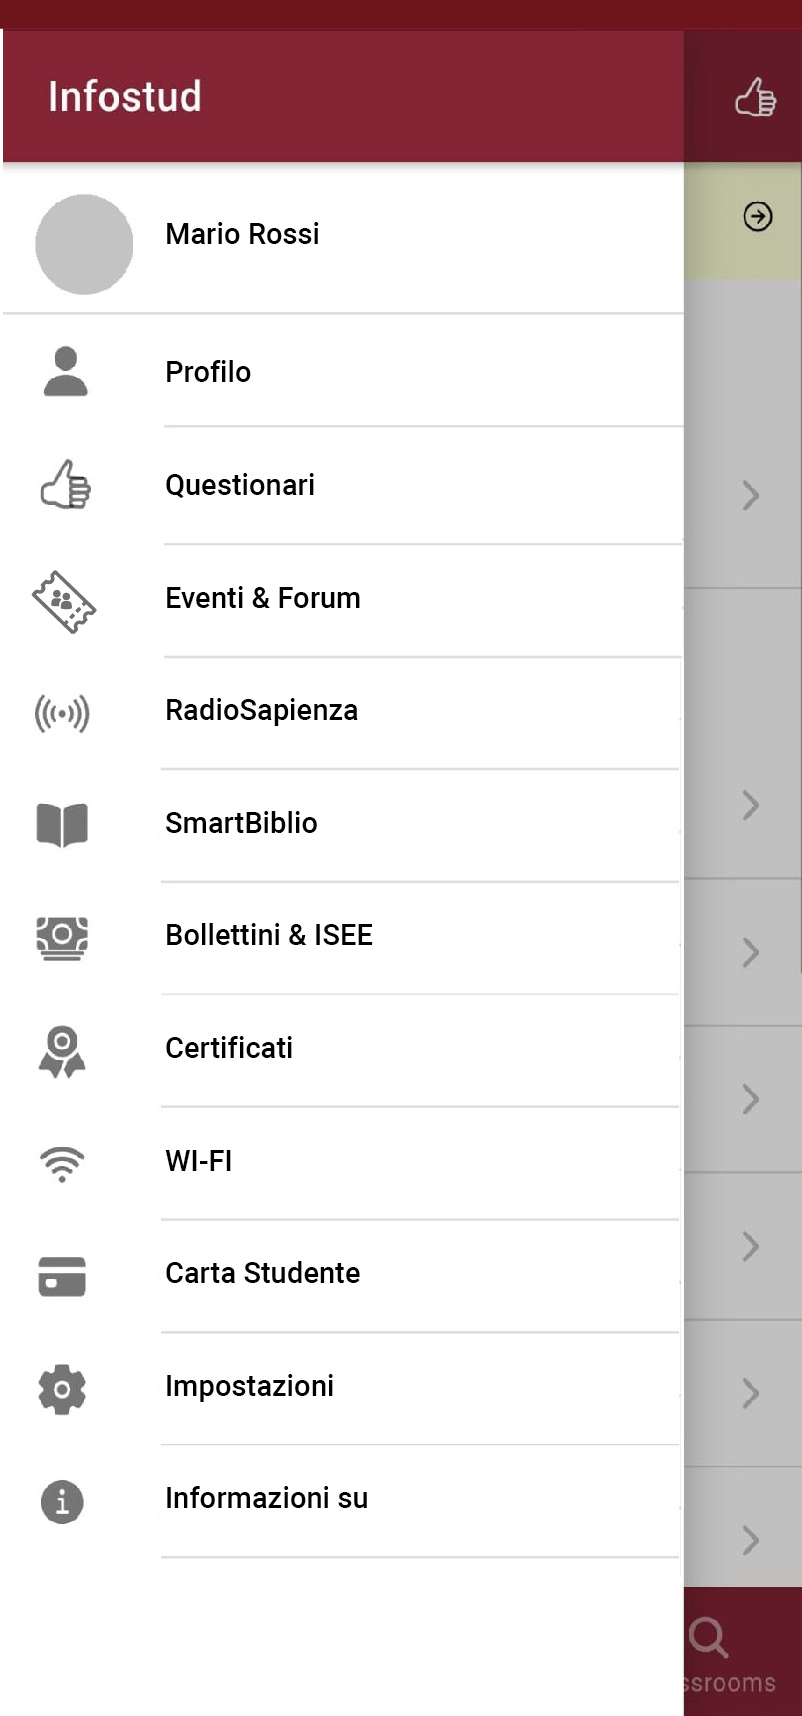 Infostud
Mario Rossi
Profilo
Questionari
Eventi & Forum
RadioSapienza
SmartBiblio
Bollettini & ISEE
Certificati
WI-FI
Carta Studente
Impostazioni
Informazioni su
ssrooms